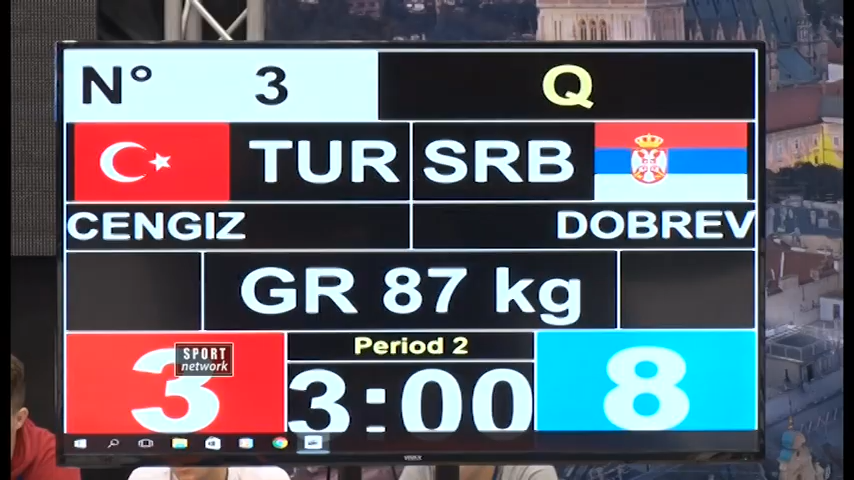 N° 3 Q
TUR SRB
CENGIZ DOBREV
GR 87 kg
Period 2
3 3:00 8
SPORT
network